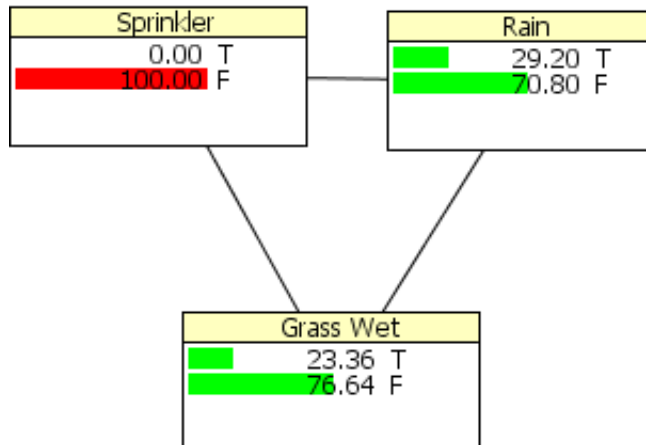 Sprinkler
0.00 T
100.00 F
Rain
29.20 T
70.80 F
Grass Wet
23.36 T
76.64 F